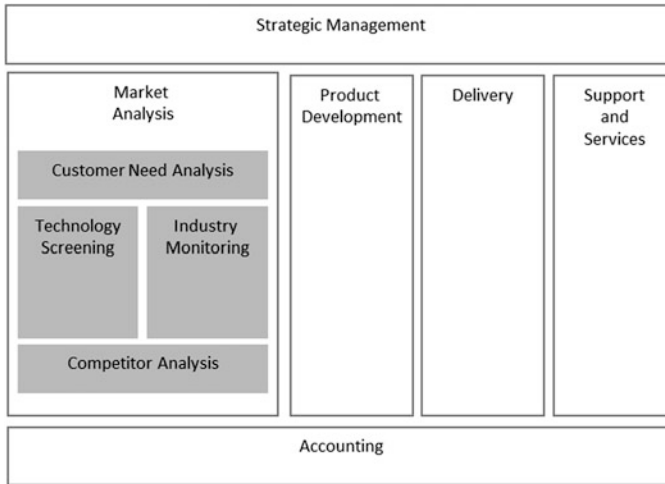 Strategic Management
Market
Analysis
Customer Need Analysis
Technology
Screening
Industry
Monitoring
Competitor Analysis
Product
Development
Delivery
Support
and
Services
Accounting